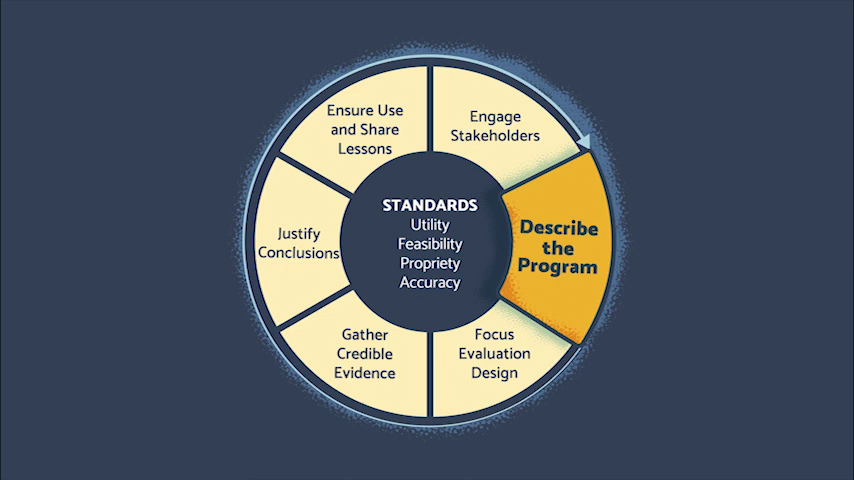 Ensure Use
and Share
Lessons
Engage
Stakeholders
STANDARDS
Utility
Feasibility
Propriety
Accuracy
Describe
the
Program
Justify
Conclusions
Gather
Credible
Evidence
Focus
Evaluation
Design